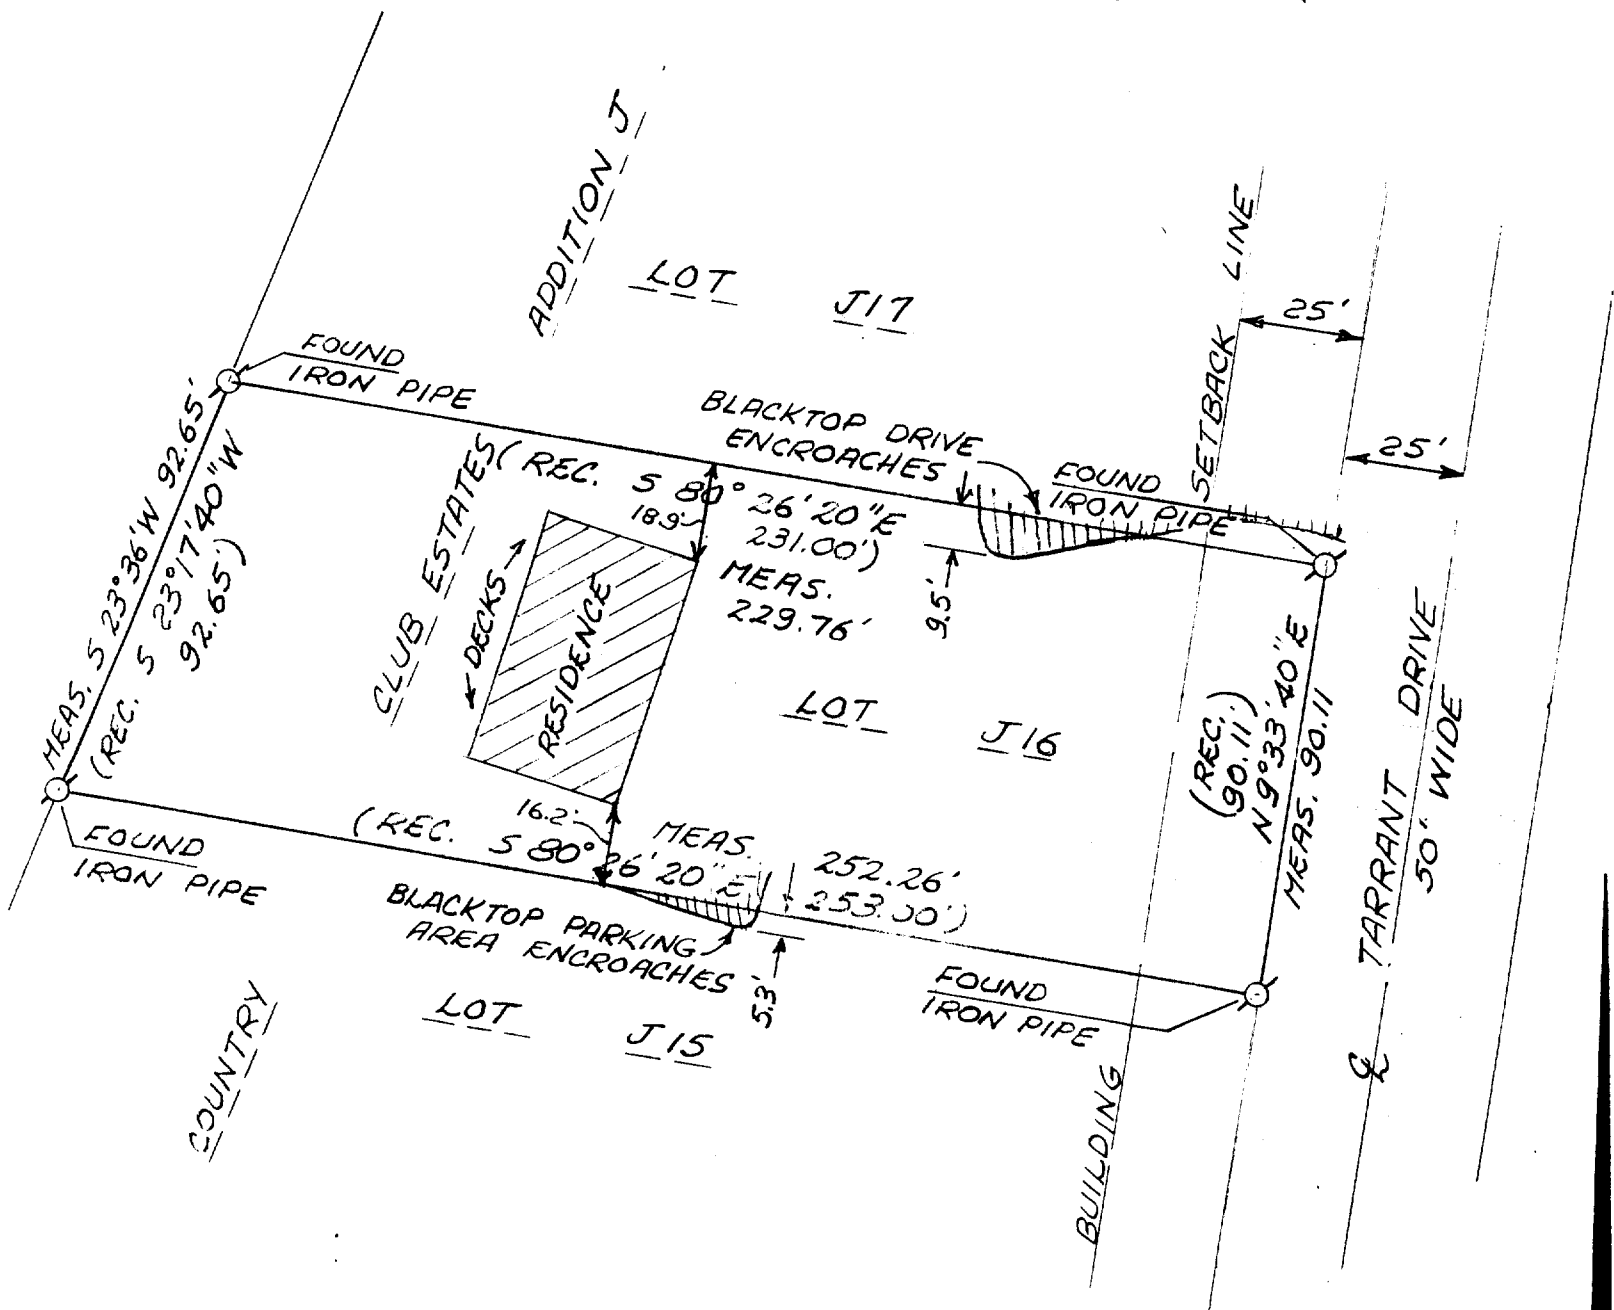 ADDITION J
LOT J17
SETBACK LINE
25'
25'
FOUND
IRON PIPE
BLACKTOP DRIVE
ENCROACHES
FOUND
IRON PIPE
(REC. S 80° 26' 20" E
231.00')
MEAS.
229.76'
18.9'
9.5'
MEAS. S 23° 36' W 92.65'
(REC. S 23° 17' 40" W
92.65')
CLUB ESTATES
DECKS
RESIDENCE
LOT J16
(REC.)
90.11')
N 9° 33' 40" E
MEAS. 90.11
TARRANT DRIVE
50' WIDE
16.2'
(REC. S 80° 26' 20" E
MEAS. 252.26'
253.00')
FOUND
IRON PIPE
BLACKTOP PARKING
AREA ENCROACHES
5.3'
FOUND
IRON PIPE
LOT J15
COUNTRY
BUILDING
℄